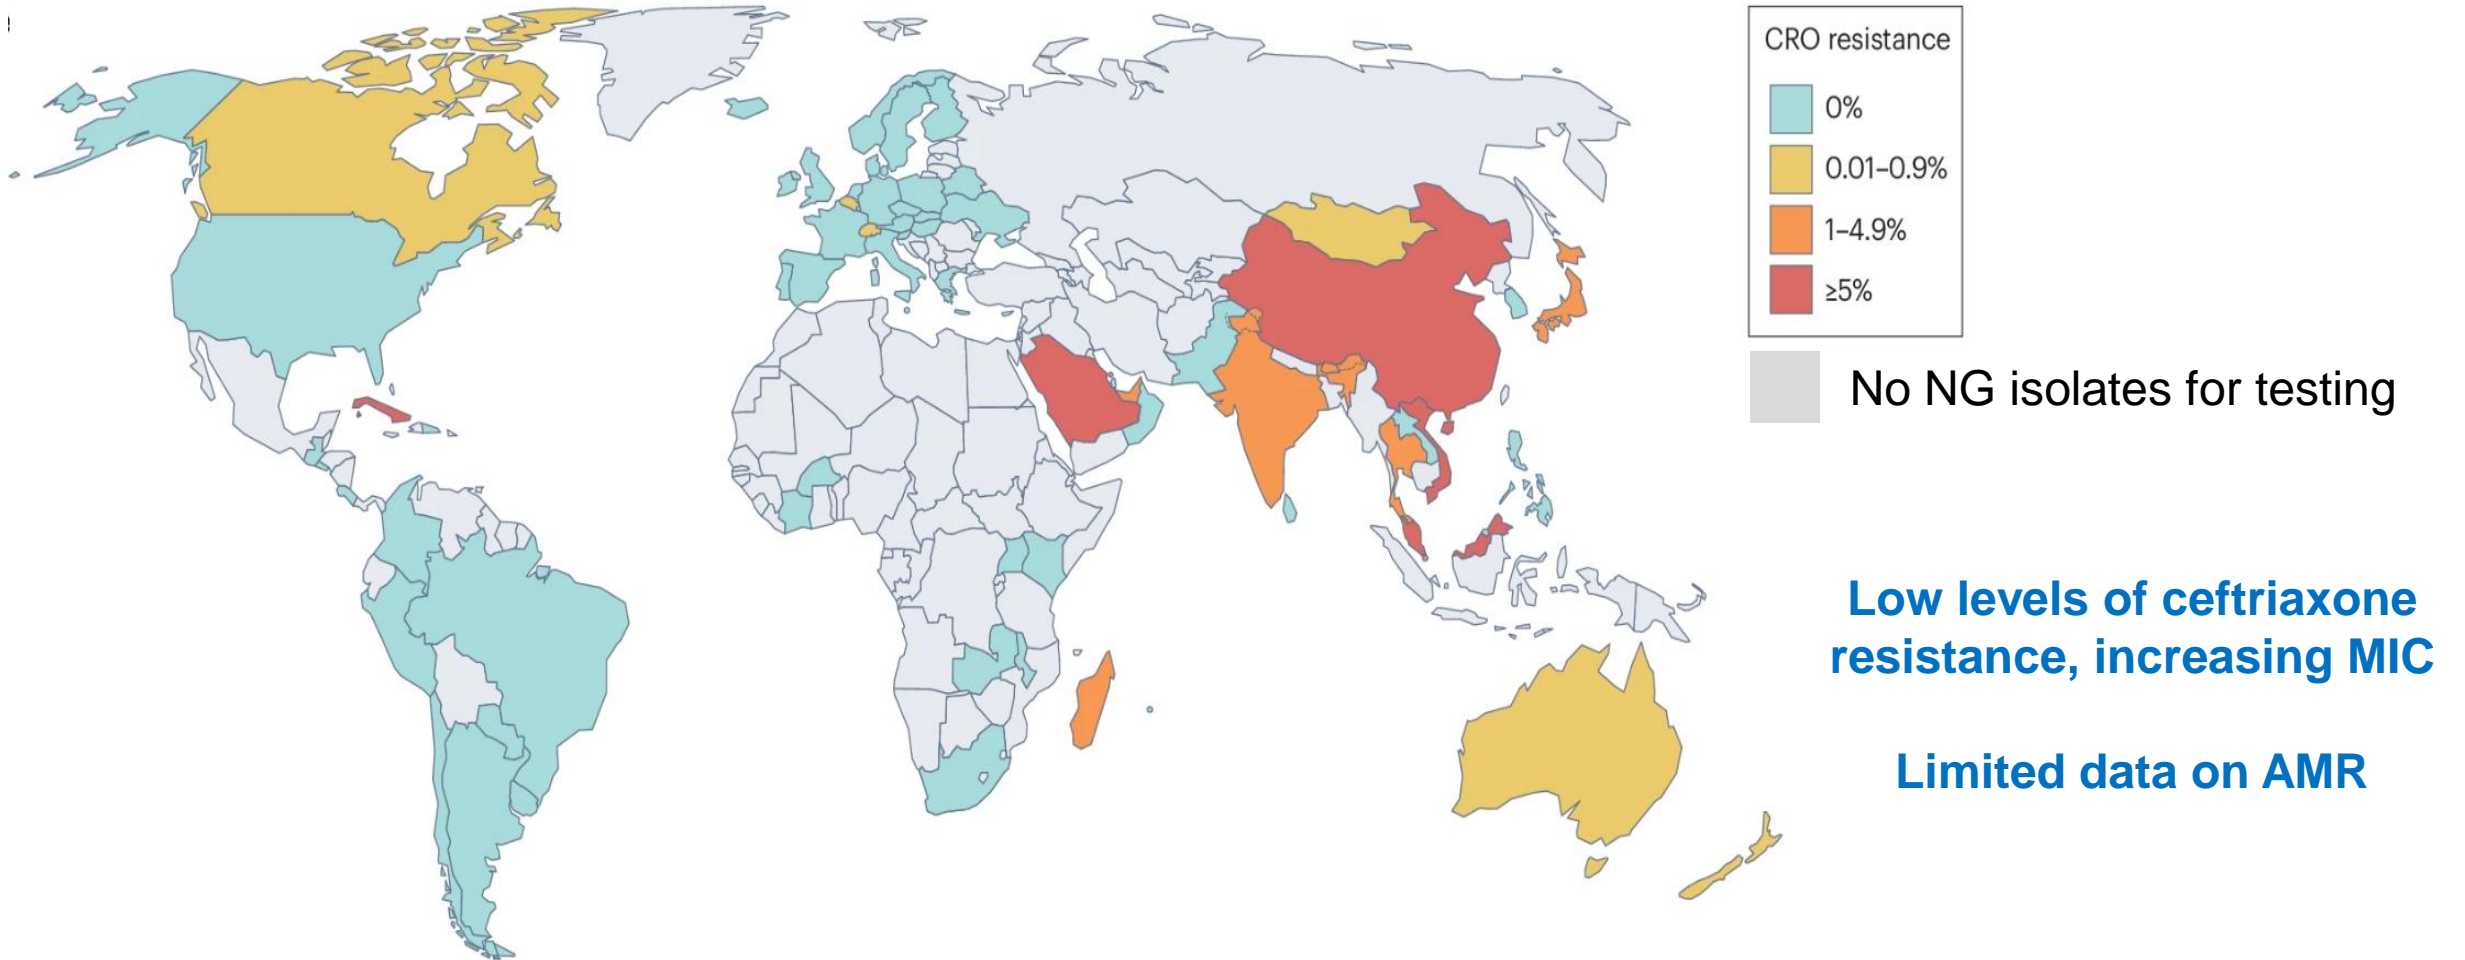 CRO resistance
0%
0.01–0.9%
1–4.9%
≥5%
No NG isolates for testing
Low levels of ceftriaxone
resistance, increasing MIC
Limited data on AMR